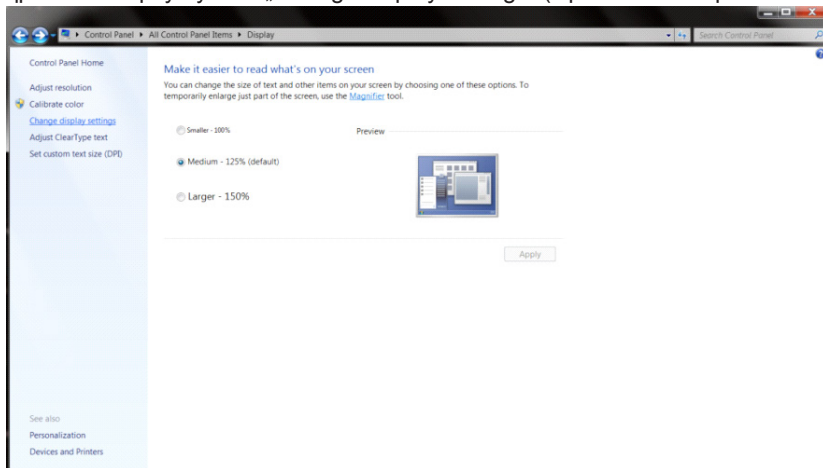 Control Panel ▸ All Control Panel Items ▸ Display
Search Control Panel
Control Panel Home
Adjust resolution
Calibrate color
Change display settings
Adjust ClearType text
Set custom text size (DPI)
Make it easier to read what's on your screen
You can change the size of text and other items on your screen by choosing one of these options. To
temporarily enlarge just part of the screen, use the Magnifier tool.
Smaller - 100%
Preview
Medium - 125% (default)
Larger - 150%
Apply
See also
Personalization
Devices and Printers